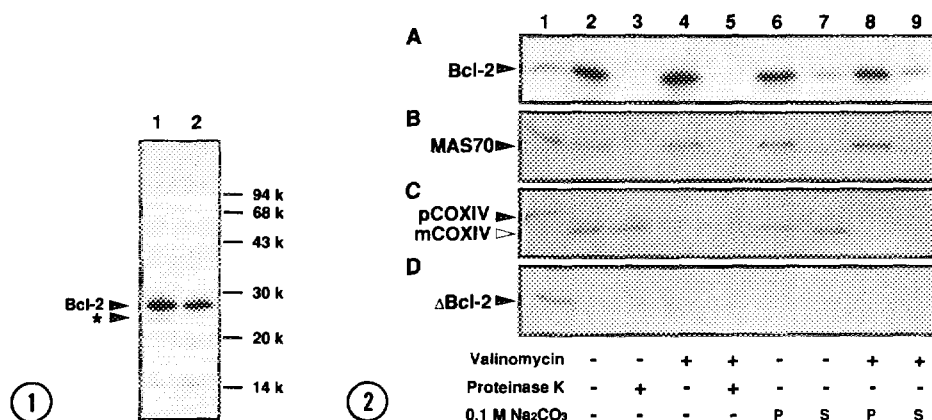 1 2
94 k
68 k
43 k
30 k
20 k
14 k
Bcl-2
*
1
1 2 3 4 5 6 7 8 9
A
Bcl-2
B
MAS70
C
pCOXIV
mCOXIV
D
ΔBcl-2
Valinomycin - - + + - - + +
Proteinase K - + - + - - - -
0.1 M Na₂CO₃ - - - - P S P S
2